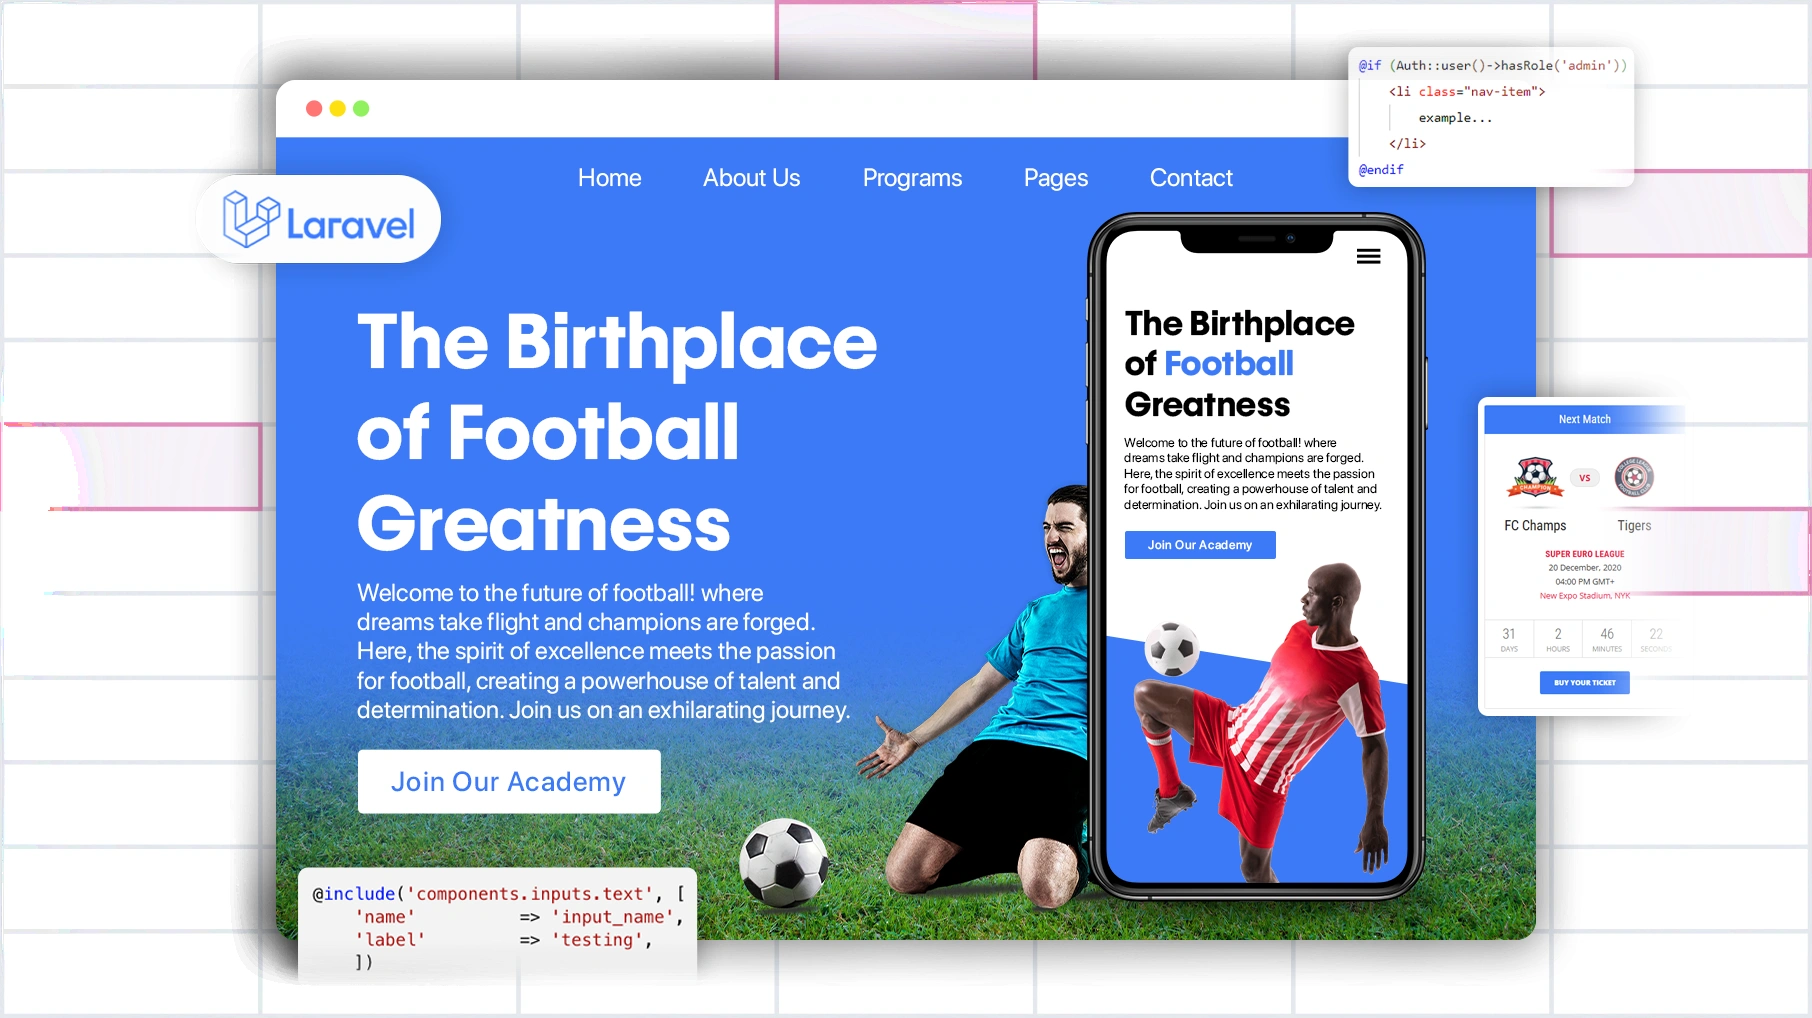 @if (Auth::user()->hasRole('admin'))
<li class="nav-item">
example...
</li>
@endif
Home About Us Programs Pages Contact
Laravel
The Birthplace
of Football
Greatness
Welcome to the future of football! where
dreams take flight and champions are forged.
Here, the spirit of excellence meets the passion
for football, creating a powerhouse of talent and
determination. Join us on an exhilarating journey.
Join Our Academy
The Birthplace
of Football
Greatness
Welcome to the future of football! where
dreams take flight and champions are forged.
Here, the spirit of excellence meets the passion
for football, creating a powerhouse of talent and
determination. Join us on an exhilarating journey.
Join Our Academy
Next Match
CHAMPION
VS
COLLEGE LEAGUE
FOOTBALL CLUB
FC Champs Tigers
SUPER EURO LEAGUE
20 December, 2020
04:00 PM GMT+
New Expo Stadium, NYK
31 2 46 22
DAYS HOURS MINUTES SECONDS
BUY YOUR TICKET
@include('components.inputs.text', [
'name' => 'input_name',
'label' => 'testing',
])